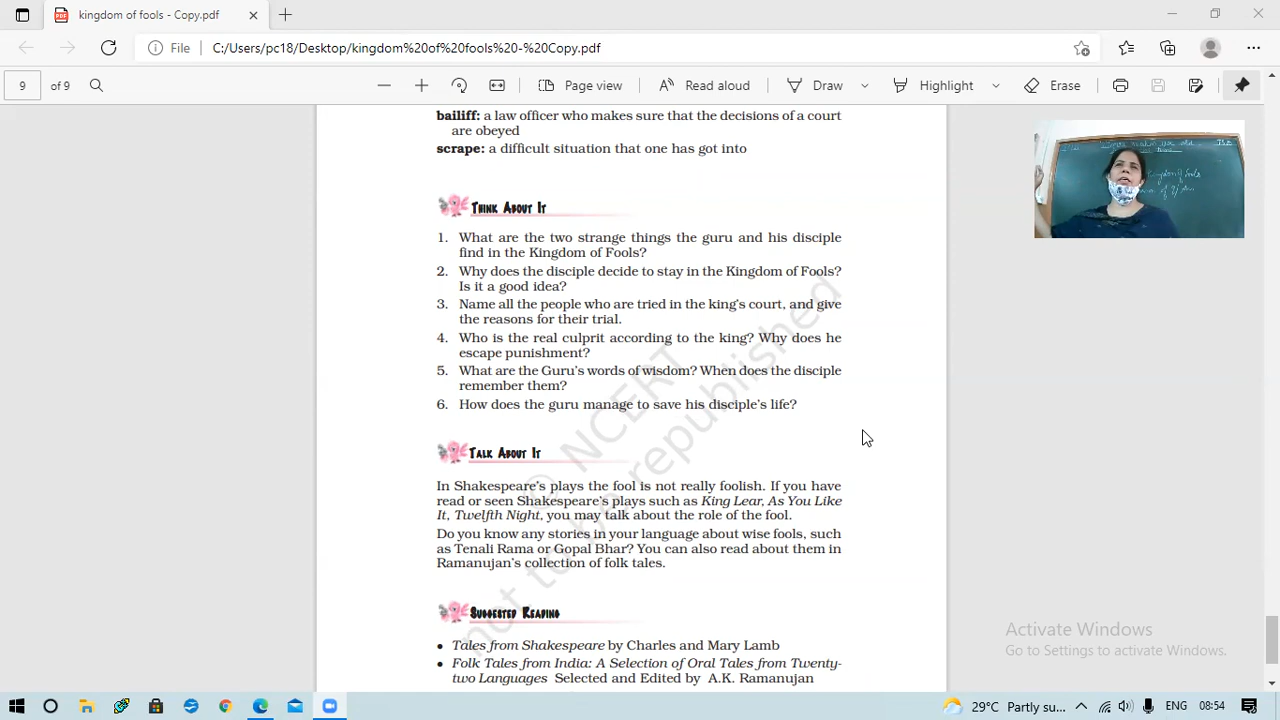 kingdom of fools - Copy.pdf
File C:/Users/pc18/Desktop/kingdom%20of%20fools%20-%20Copy.pdf
9 of 9 Page view Read aloud Draw Highlight Erase
bailiff: a law officer who makes sure that the decisions of a court
are obeyed
scrape: a difficult situation that one has got into
Think About It
1. What are the two strange things the guru and his disciple
find in the Kingdom of Fools?
2. Why does the disciple decide to stay in the Kingdom of Fools?
Is it a good idea?
3. Name all the people who are tried in the king's court, and give
the reasons for their trial.
4. Who is the real culprit according to the king? Why does he
escape punishment?
5. What are the Guru's words of wisdom? When does the disciple
remember them?
6. How does the guru manage to save his disciple's life?
Talk About It
In Shakespeare's plays the fool is not really foolish. If you have
read or seen Shakespeare's plays such as King Lear, As You Like
It, Twelfth Night, you may talk about the role of the fool.
Do you know any stories in your language about wise fools, such
as Tenali Rama or Gopal Bhar? You can also read about them in
Ramanujan's collection of folk tales.
Suggested Reading
• Tales from Shakespeare by Charles and Mary Lamb
• Folk Tales from India: A Selection of Oral Tales from Twenty-
two Languages Selected and Edited by A.K. Ramanujan
© NCERT
not to be republished
Kingdom of fools
Activate Windows
Go to Settings to activate Windows.
29°C Partly su... ENG 08:54